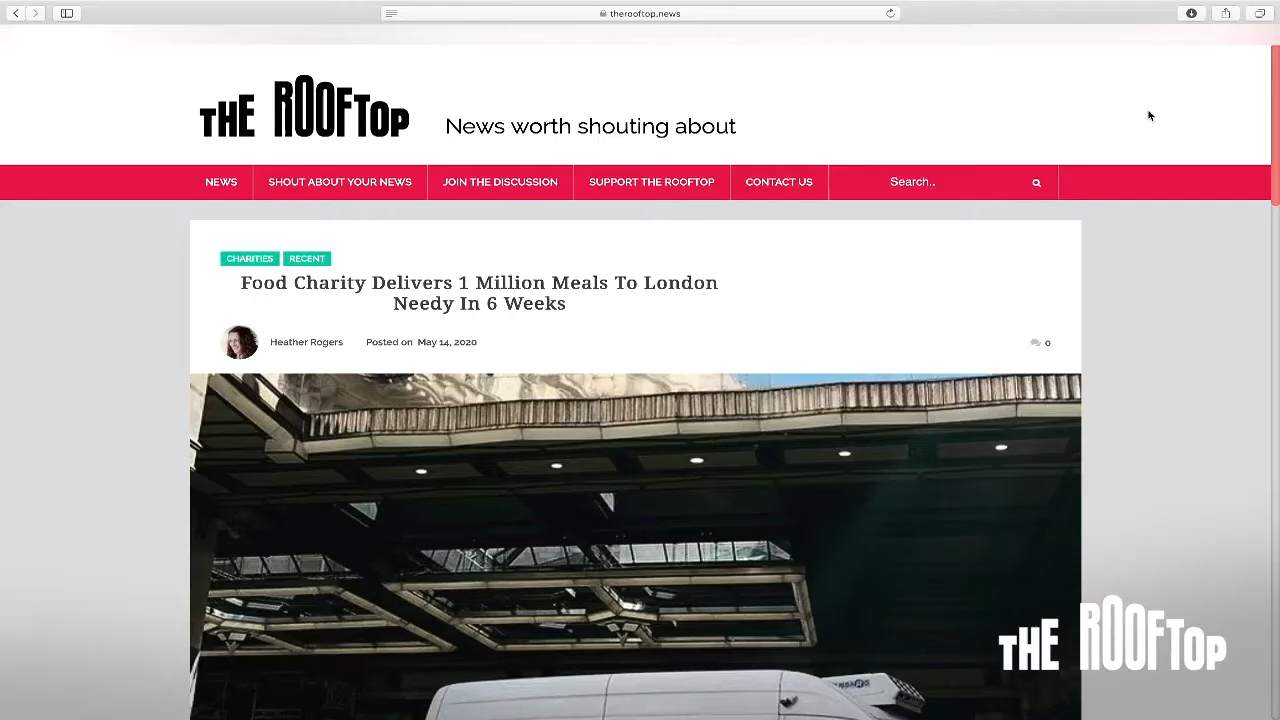 therooftop.news
THE ROOFTOP
News worth shouting about
NEWS
SHOUT ABOUT YOUR NEWS
JOIN THE DISCUSSION
SUPPORT THE ROOFTOP
CONTACT US
Search..
CHARITIES
RECENT
Food Charity Delivers 1 Million Meals To London
Needy In 6 Weeks
Heather Rogers
Posted on May 14, 2020
0
THE ROOFTOP